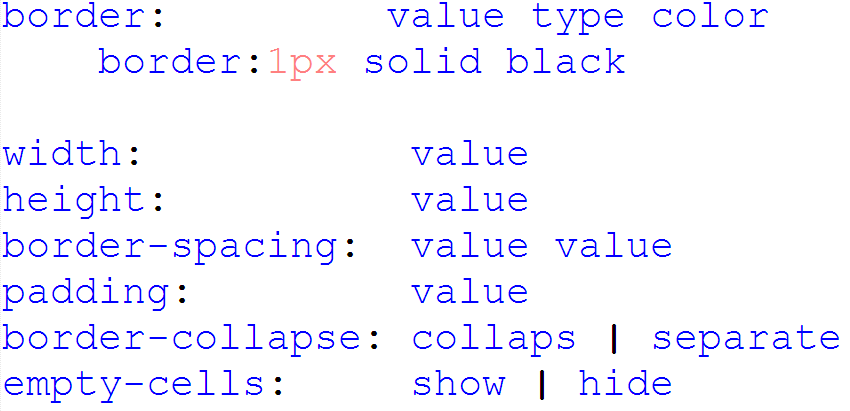 border: value type color
border:1px solid black
width: value
height: value
border-spacing: value value
padding: value
border-collapse: collaps | separate
empty-cells: show | hide